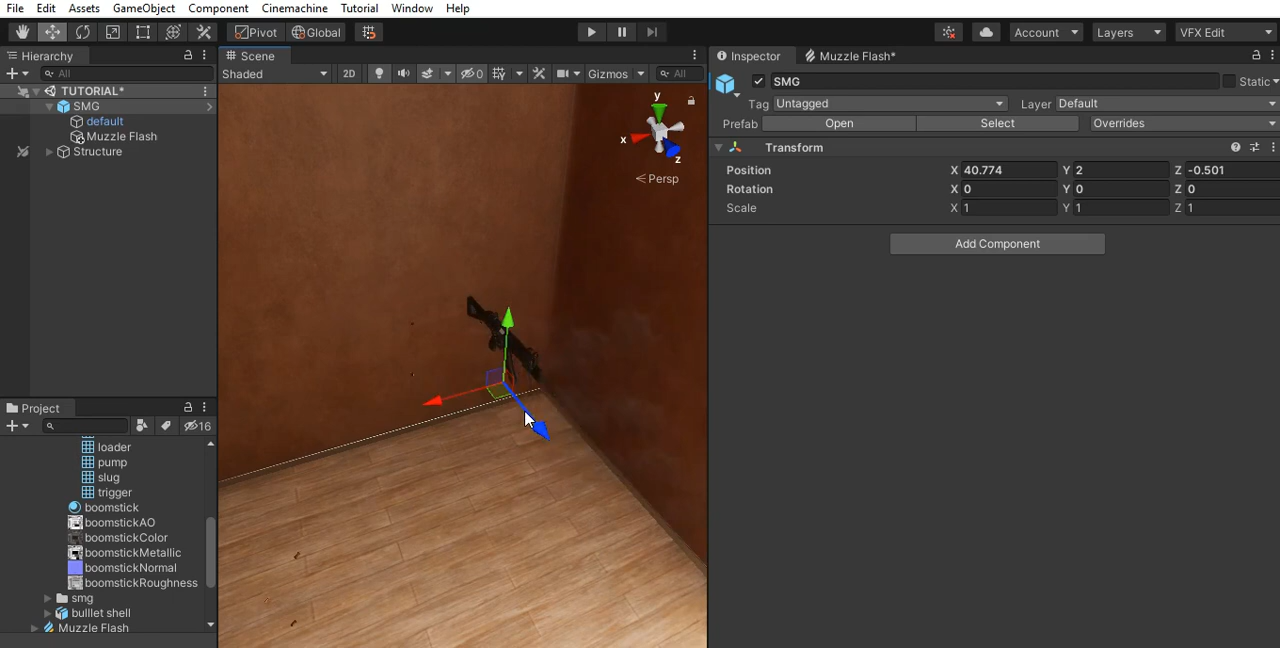 File Edit Assets GameObject Component Cinemachine Tutorial Window Help
Pivot Global Account Layers VFX Edit
Hierarchy
All
TUTORIAL*
SMG
default
Muzzle Flash
Structure
Project
16
loader
pump
slug
trigger
boomstick
boomstickAO
boomstickColor
boomstickMetallic
boomstickNormal
boomstickRoughness
smg
bulllet shell
Muzzle Flash
Scene
Shaded 2D 0 Gizmos All
y
x
z
Persp
Inspector Muzzle Flash*
SMG Static
Tag Untagged Layer Default
Prefab Open Select Overrides
Transform
Position X 40.774 Y 2 Z -0.501
Rotation X 0 Y 0 Z 0
Scale X 1 Y 1 Z 1
Add Component